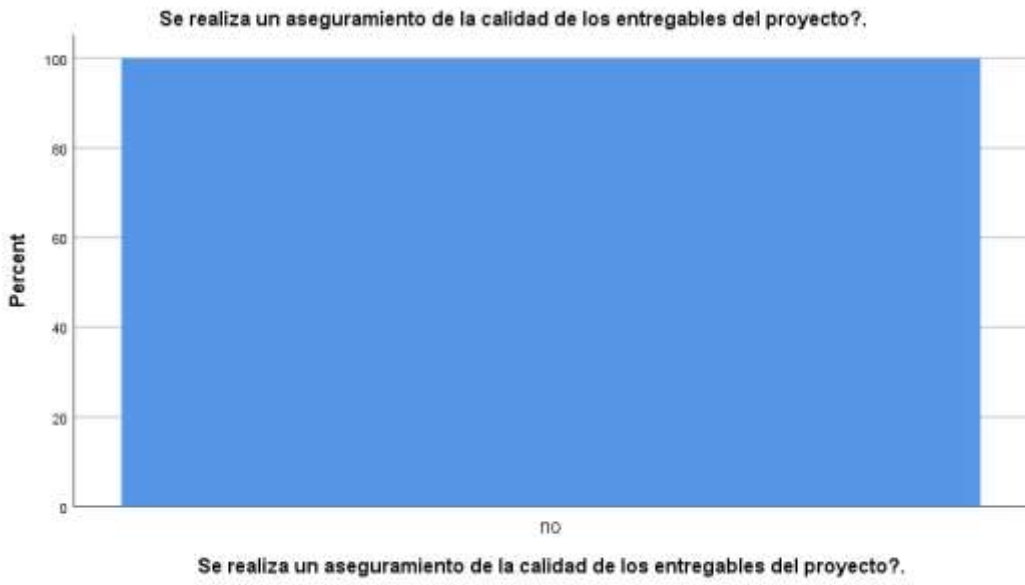 Se realiza un aseguramiento de la calidad de los entregables del proyecto?.
100
80
60
40
20
0
Percent
no
Se realiza un aseguramiento de la calidad de los entregables del proyecto?.